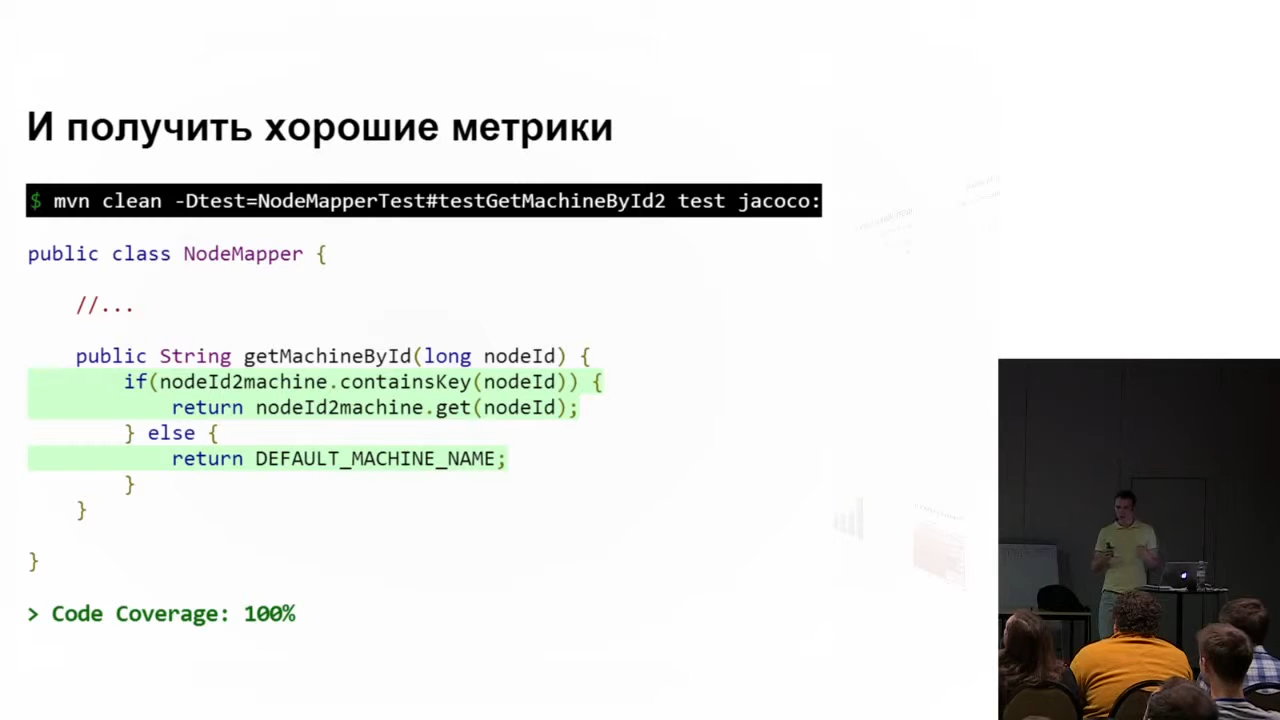 И получить хорошие метрики
$ mvn clean -Dtest=NodeMapperTest#testGetMachineById2 test jacoco:
public class NodeMapper {
//...
public String getMachineById(long nodeId) {
if(nodeId2machine.containsKey(nodeId)) {
return nodeId2machine.get(nodeId);
} else {
return DEFAULT_MACHINE_NAME;
}
}
}
> Code Coverage: 100%